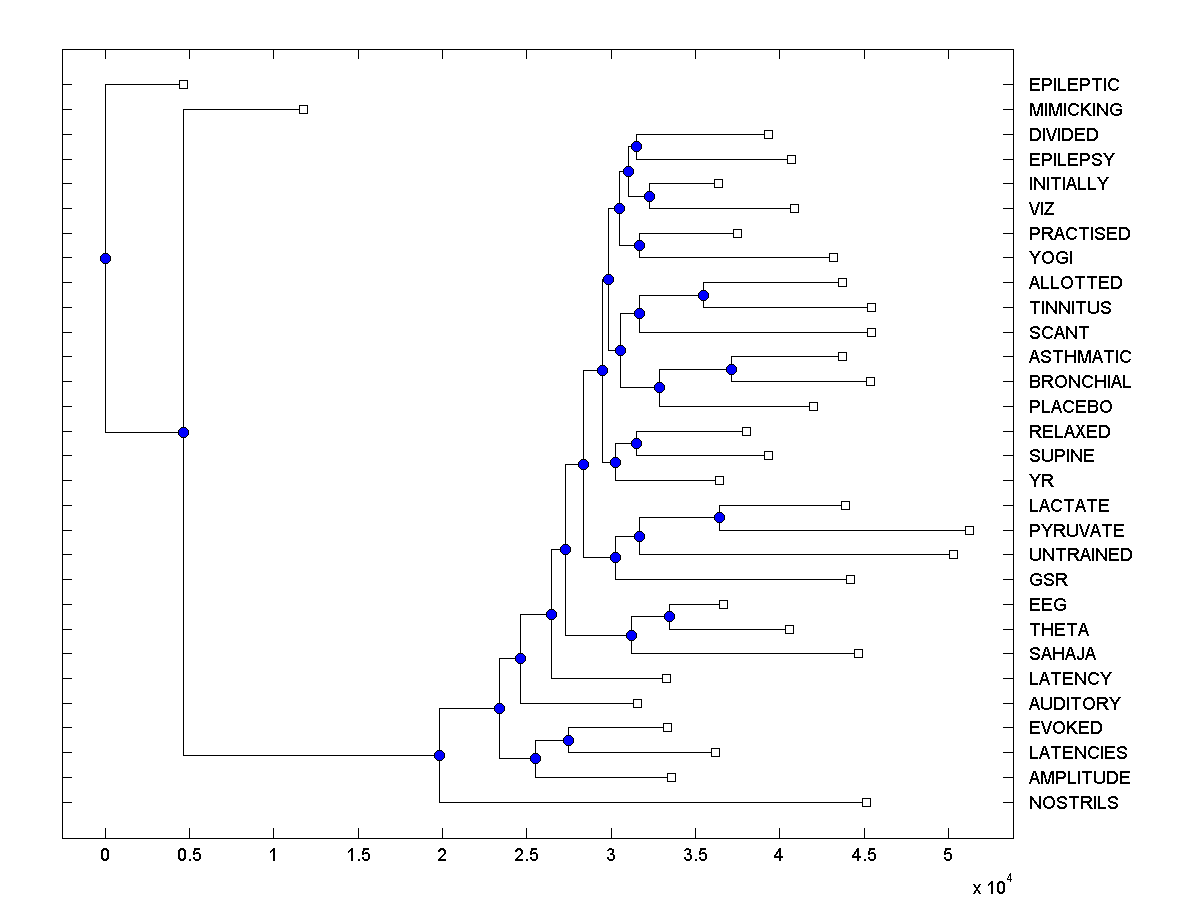 EPILEPTIC
MIMICKING
DIVIDED
EPILEPSY
INITIALLY
VIZ
PRACTISED
YOGI
ALLOTTED
TINNITUS
SCANT
ASTHMATIC
BRONCHIAL
PLACEBO
RELAXED
SUPINE
YR
LACTATE
PYRUVATE
UNTRAINED
GSR
EEG
THETA
SAHAJA
LATENCY
AUDITORY
EVOKED
LATENCIES
AMPLITUDE
NOSTRILS
0 0.5 1 1.5 2 2.5 3 3.5 4 4.5 5
x 10^4